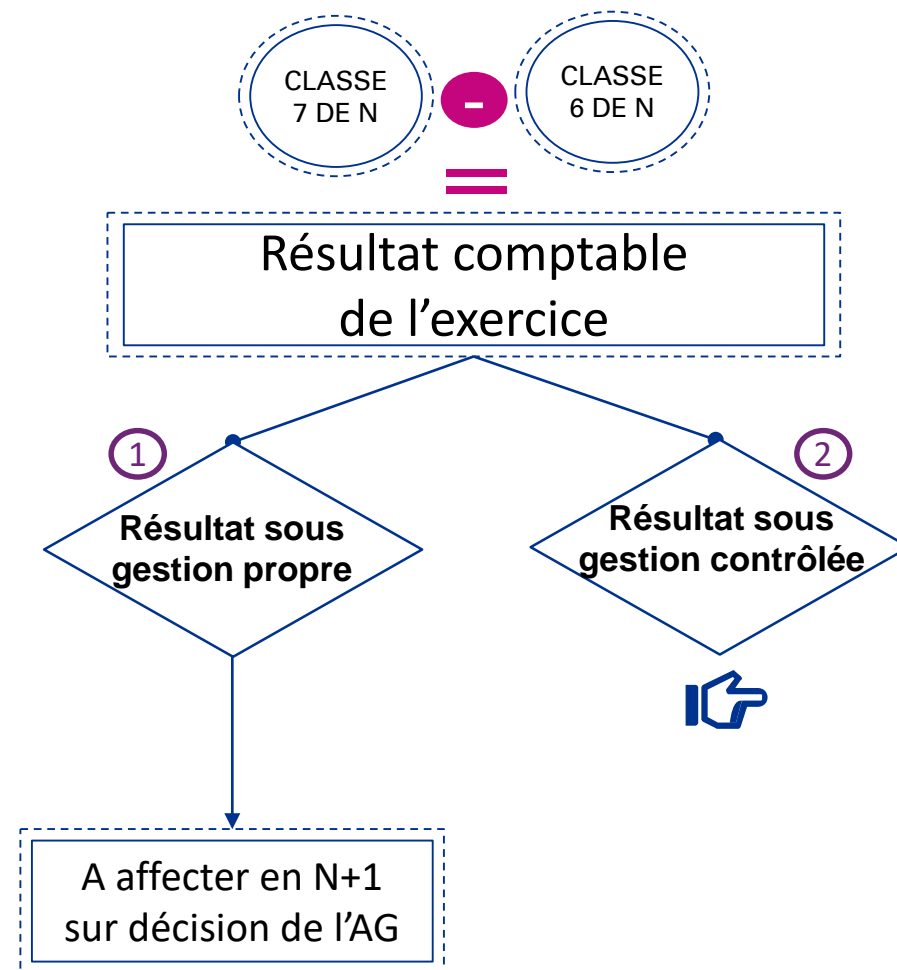 CLASSE
7 DE N
-
CLASSE
6 DE N
=
Résultat comptable
de l’exercice
1
Résultat sous
gestion propre
2
Résultat sous
gestion contrôlée
A affecter en N+1
sur décision de l’AG